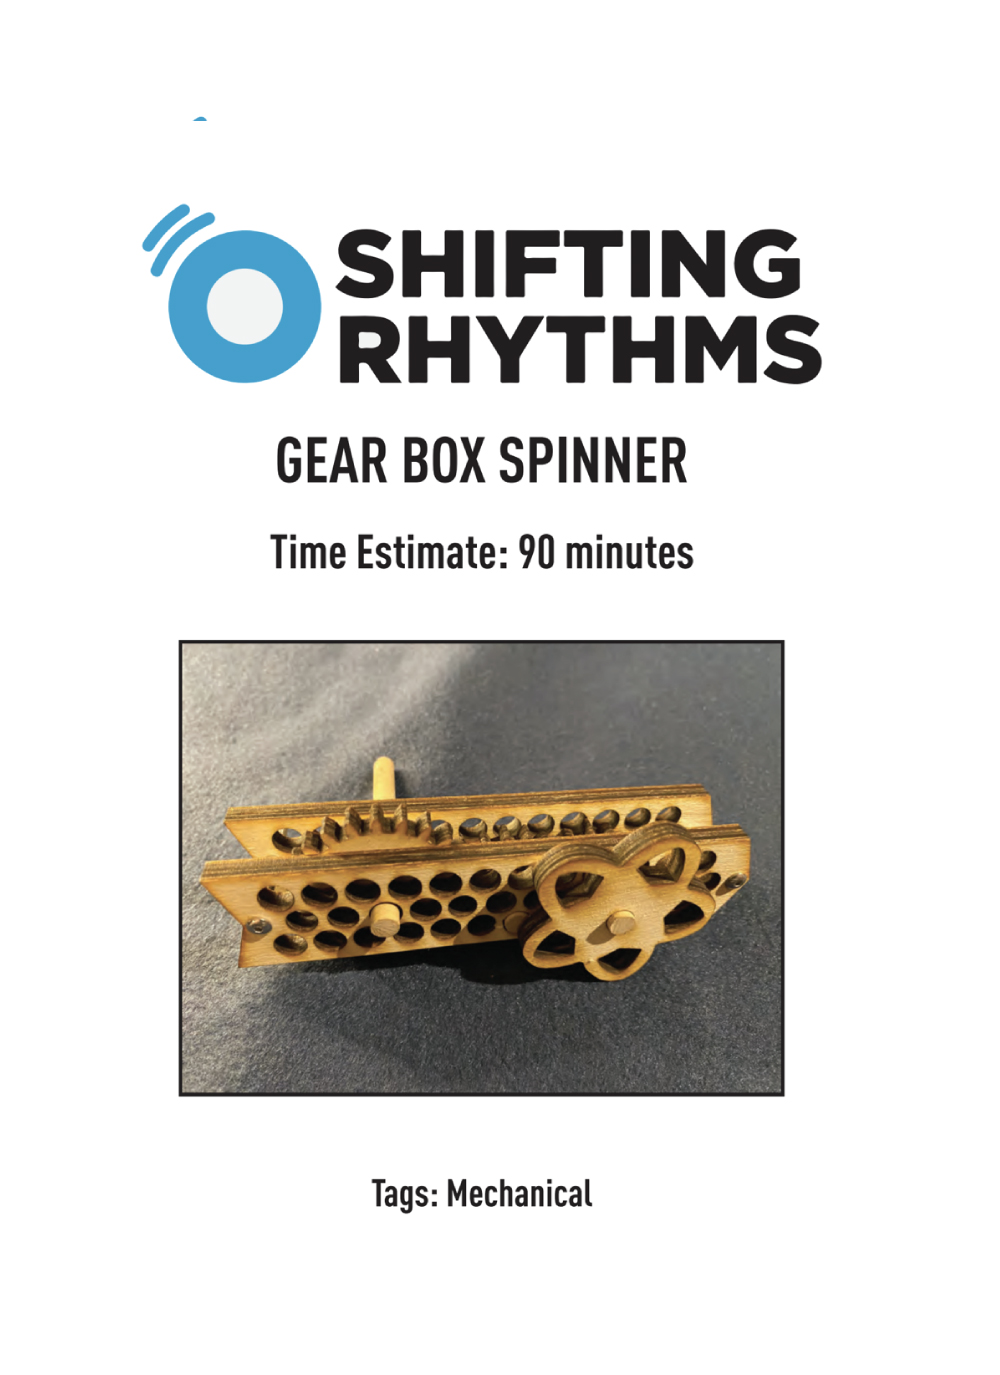 SHIFTING
RHYTHMS
GEAR BOX SPINNER
Time Estimate: 90 minutes
Tags: Mechanical